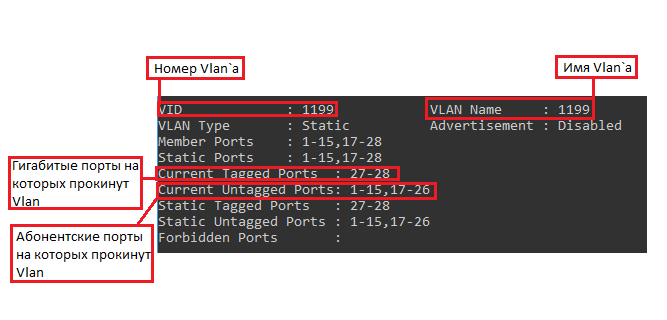 Номер Vlan`а
Имя Vlan`а
VID : 1199 VLAN Name : 1199
VLAN Type : Static Advertisement : Disabled
Member Ports : 1-15,17-28
Static Ports : 1-15,17-28
Current Tagged Ports : 27-28
Current Untagged Ports: 1-15,17-26
Static Tagged Ports : 27-28
Static Untagged Ports : 1-15,17-26
Forbidden Ports :
Гигабитые порты на
которых прокинут
Vlan
Абонентские порты
на которых прокинут
Vlan